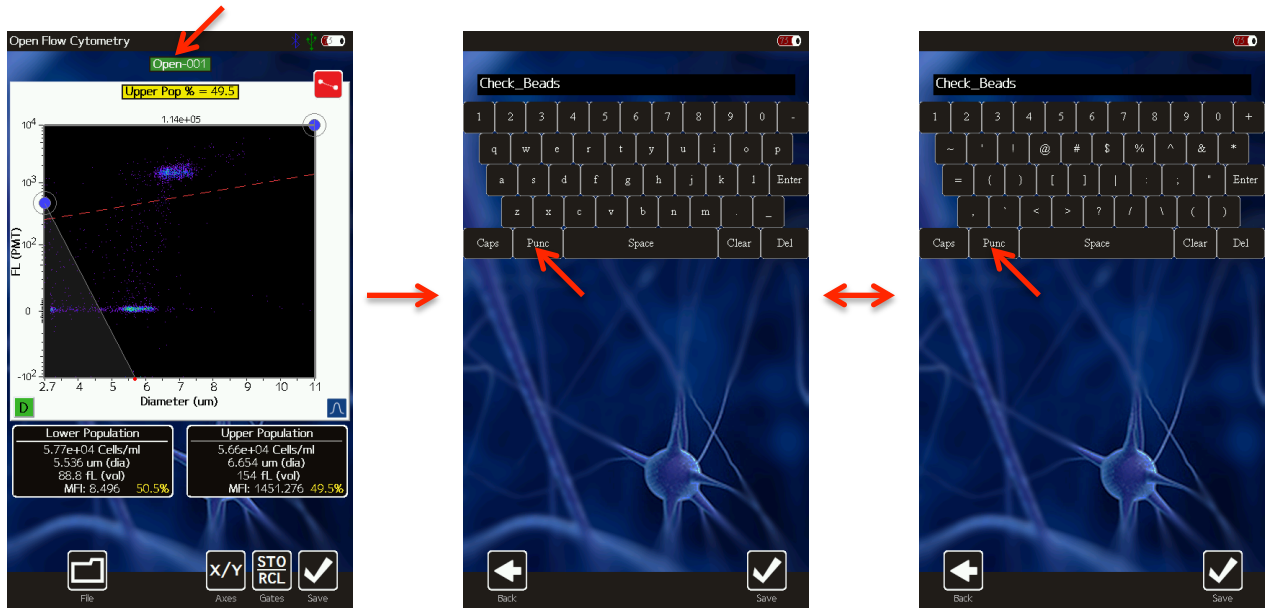 Open Flow Cytometry
Open-001
Upper Pop % = 49.5
1.14e+05
10^4
10^3
10^2
0
-10^2
FL (PMT)
2.7 4 5 6 7 8 9 10 11
Diameter (um)
D
Lower Population
5.77e+04 Cells/ml
5.536 um (dia)
88.8 fL (vol)
MFI: 8.496 50.5%
Upper Population
5.66e+04 Cells/ml
6.654 um (dia)
154 fL (vol)
MFI: 1451.276 49.5%
File
X/Y
Axes
STO
RCL
Gates
Save
75
Check_Beads
1 2 3 4 5 6 7 8 9 0 -
q w e r t y u i o p
a s d f g h j k l Enter
z x c v b n m . _
Caps Punc Space Clear Del
Back
Save
75
Check_Beads
1 2 3 4 5 6 7 8 9 0 +
~ ' ! @ # $ % ^ & *
= ( ) [ ] | : ; " Enter
, ` < > ? / \ ( )
Caps Punc Space Clear Del
Back
Save